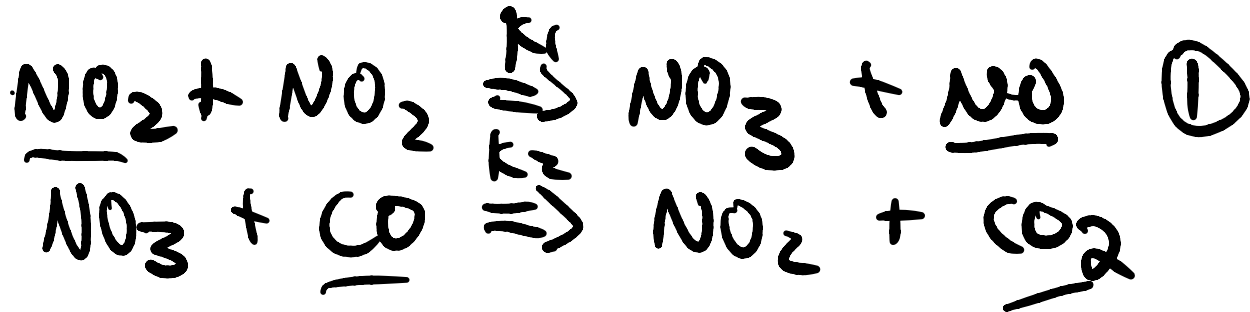 K1
NO2 + NO2 ⇒ NO3 + NO ①
K2
NO3 + CO ⇒ NO2 + CO2